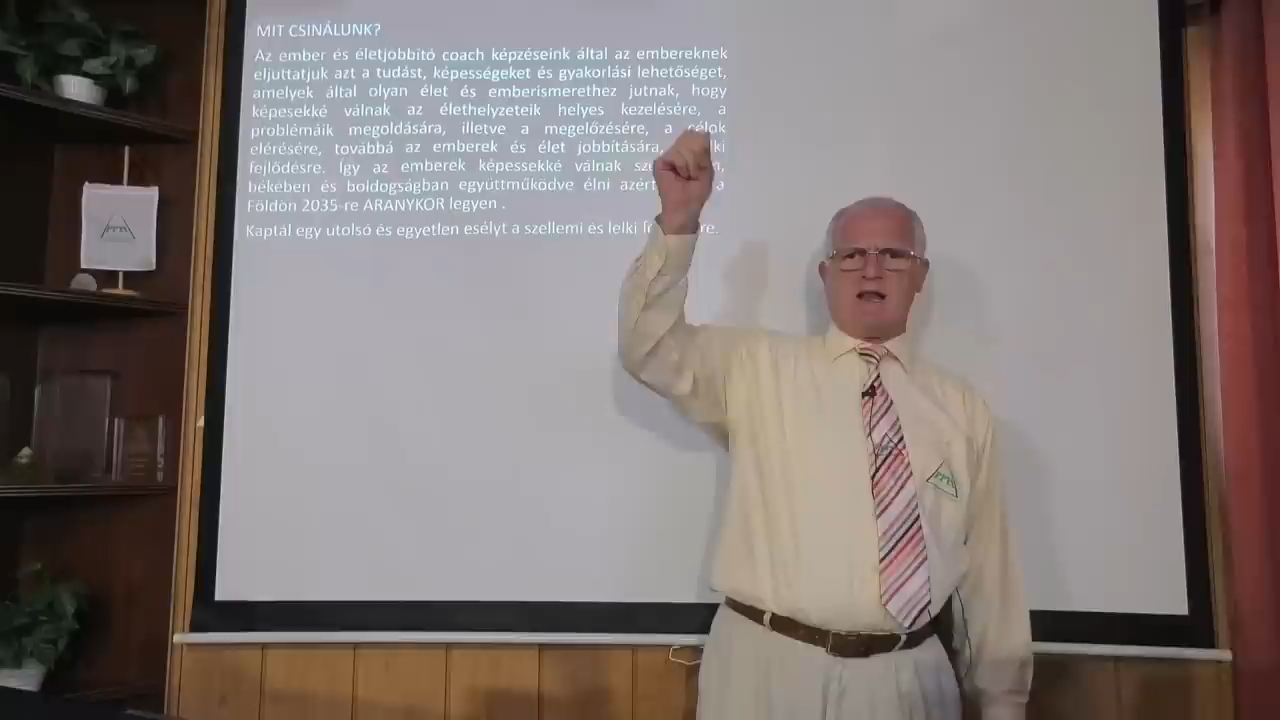 MIT CSINÁLUNK?
Az ember és életjobbító coach képzéseink által az embereknek
eljuttatjuk azt a tudást, képességeket és gyakorlási lehetőséget,
amelyek által olyan élet és emberismerethez jutnak, hogy
képesekké válnak az élethelyzeteik helyes kezelésére, a
problémáik megoldására, illetve a megelőzésére, a célok
elérésére, továbbá az emberek és élet jobbítására,
fejlődésre. Így az emberek képessekké válnak
békében és boldogságban együttműködve élni azért a
Földön 2035-re ARANYKOR legyen .
Kaptál egy utolsó és egyetlen esélyt a szellemi és lelki